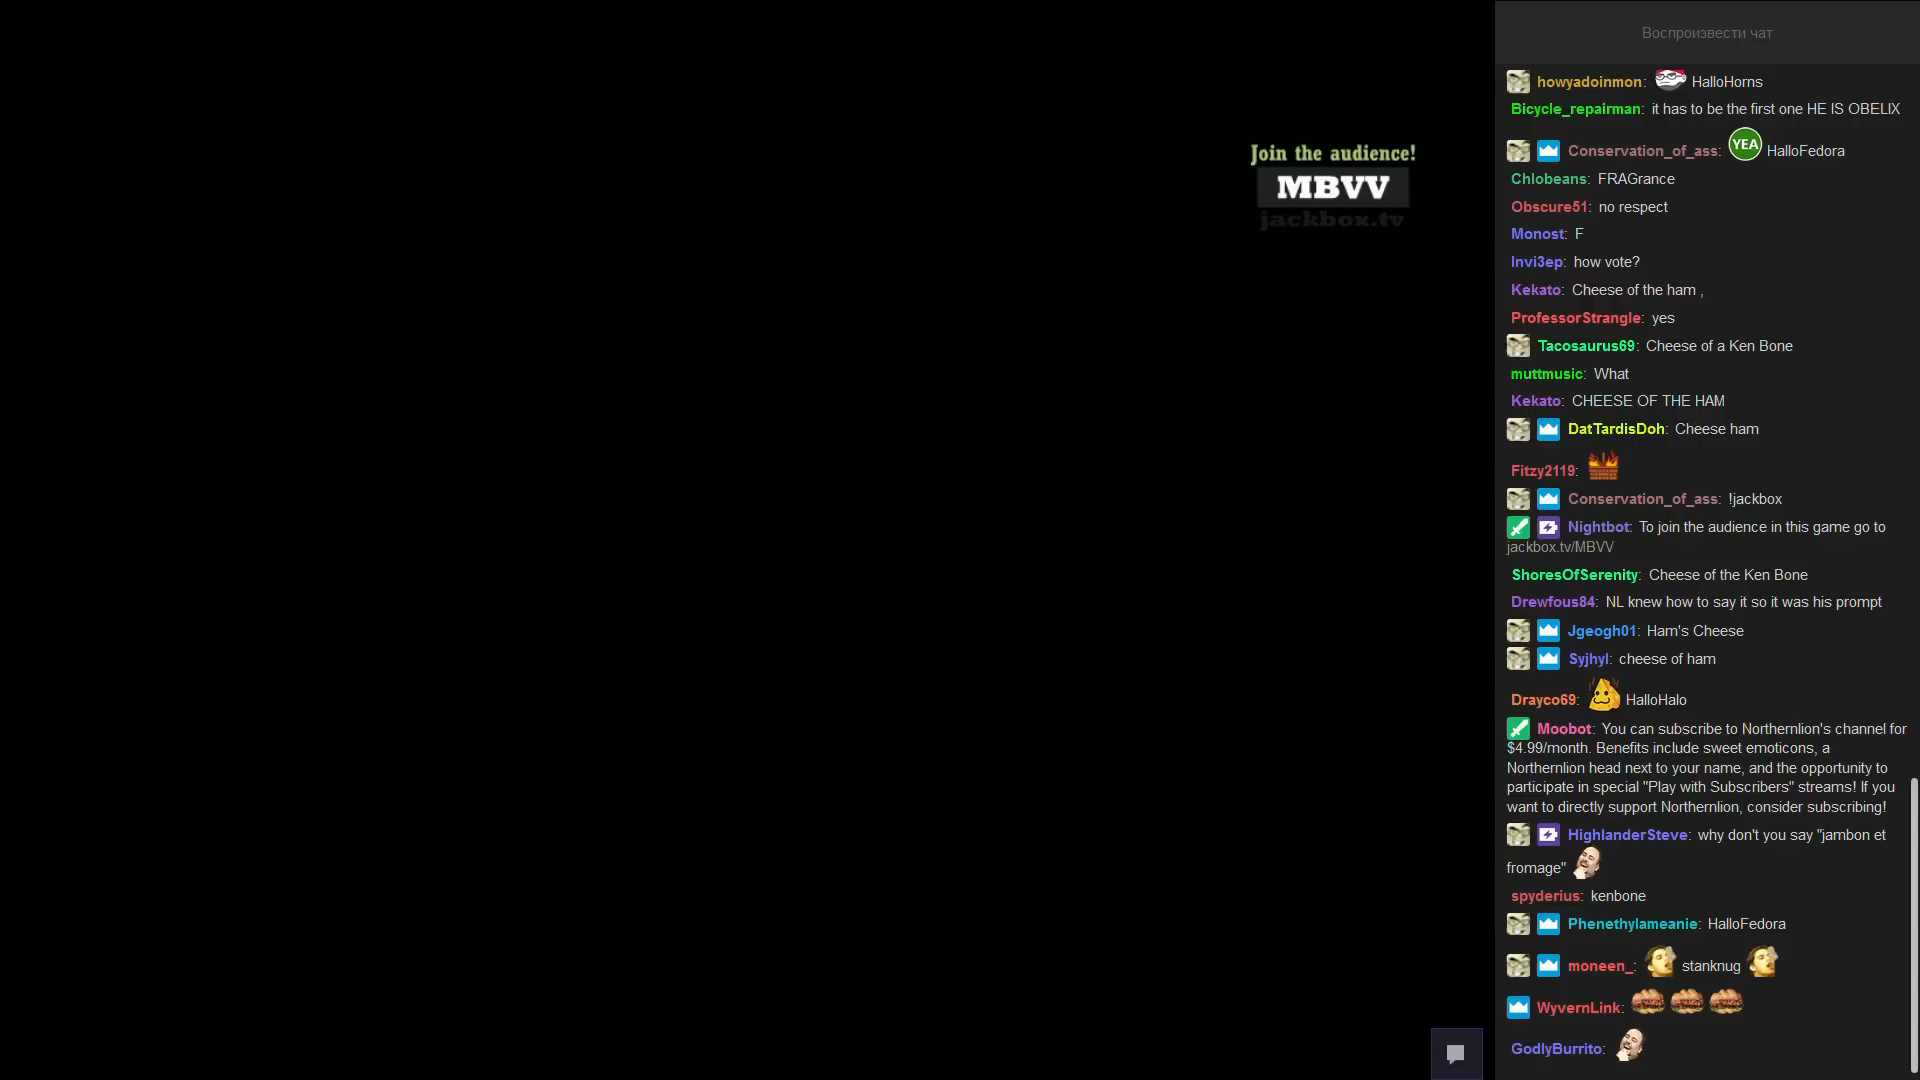 Join the audience!
MBVV
jackbox.tv
Воспроизвести чат
howyadoinmon: HalloHorns
Bicycle_repairman: it has to be the first one HE IS OBELIX
Conservation_of_ass: YEA HalloFedora
Chlobeans: FRAGrance
Obscure51: no respect
Monost: F
Invi3ep: how vote?
Kekato: Cheese of the ham ,
ProfessorStrangle: yes
Tacosaurus69: Cheese of a Ken Bone
muttmusic: What
Kekato: CHEESE OF THE HAM
DatTardisDoh: Cheese ham
Fitzy2119:
Conservation_of_ass: !jackbox
Nightbot: To join the audience in this game go to
jackbox.tv/MBVV
ShoresOfSerenity: Cheese of the Ken Bone
Drewfous84: NL knew how to say it so it was his prompt
Jgeogh01: Ham's Cheese
Syjhyl: cheese of ham
Drayco69: HalloHalo
Moobot: You can subscribe to Northernlion's channel for
$4.99/month. Benefits include sweet emoticons, a
Northernlion head next to your name, and the opportunity to
participate in special "Play with Subscribers" streams! If you
want to directly support Northernlion, consider subscribing!
HighlanderSteve: why don't you say "jambon et
fromage"
spyderius: kenbone
Phenethylameanie: HalloFedora
moneen_: stanknug
WyvernLink:
GodlyBurrito: